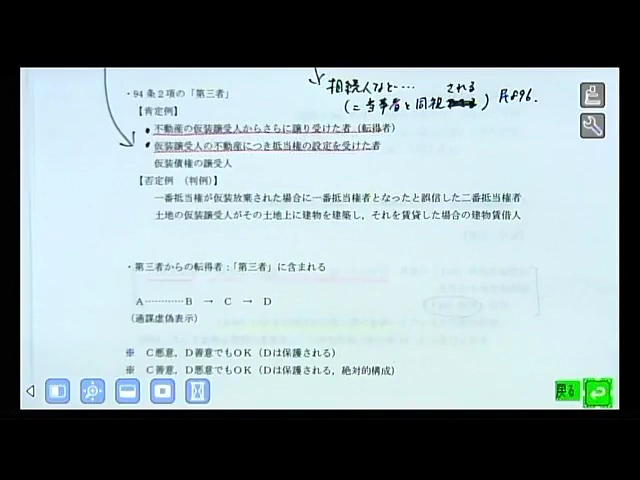 相続人など…. される
(=当事者と同視 ) 民896.
・94条2項の「第三者」
【肯定例】
● 不動産の仮装譲受人からさらに譲り受けた者（転得者）
● 仮装譲受人の不動産につき抵当権の設定を受けた者
仮装債権の譲受人
【否定例 （判例）】
一番抵当権が仮装放棄された場合に一番抵当権者となったと誤信した二番抵当権者
土地の仮装譲受人がその土地上に建物を建築し，それを賃貸した場合の建物賃借人
・第三者からの転得者：「第三者」に含まれる
A…………B → C → D
（通謀虚偽表示）
※ C悪意，D善意でもOK（Dは保護される）
※ C善意，D悪意でもOK（Dは保護される，絶対的構成）
戻る